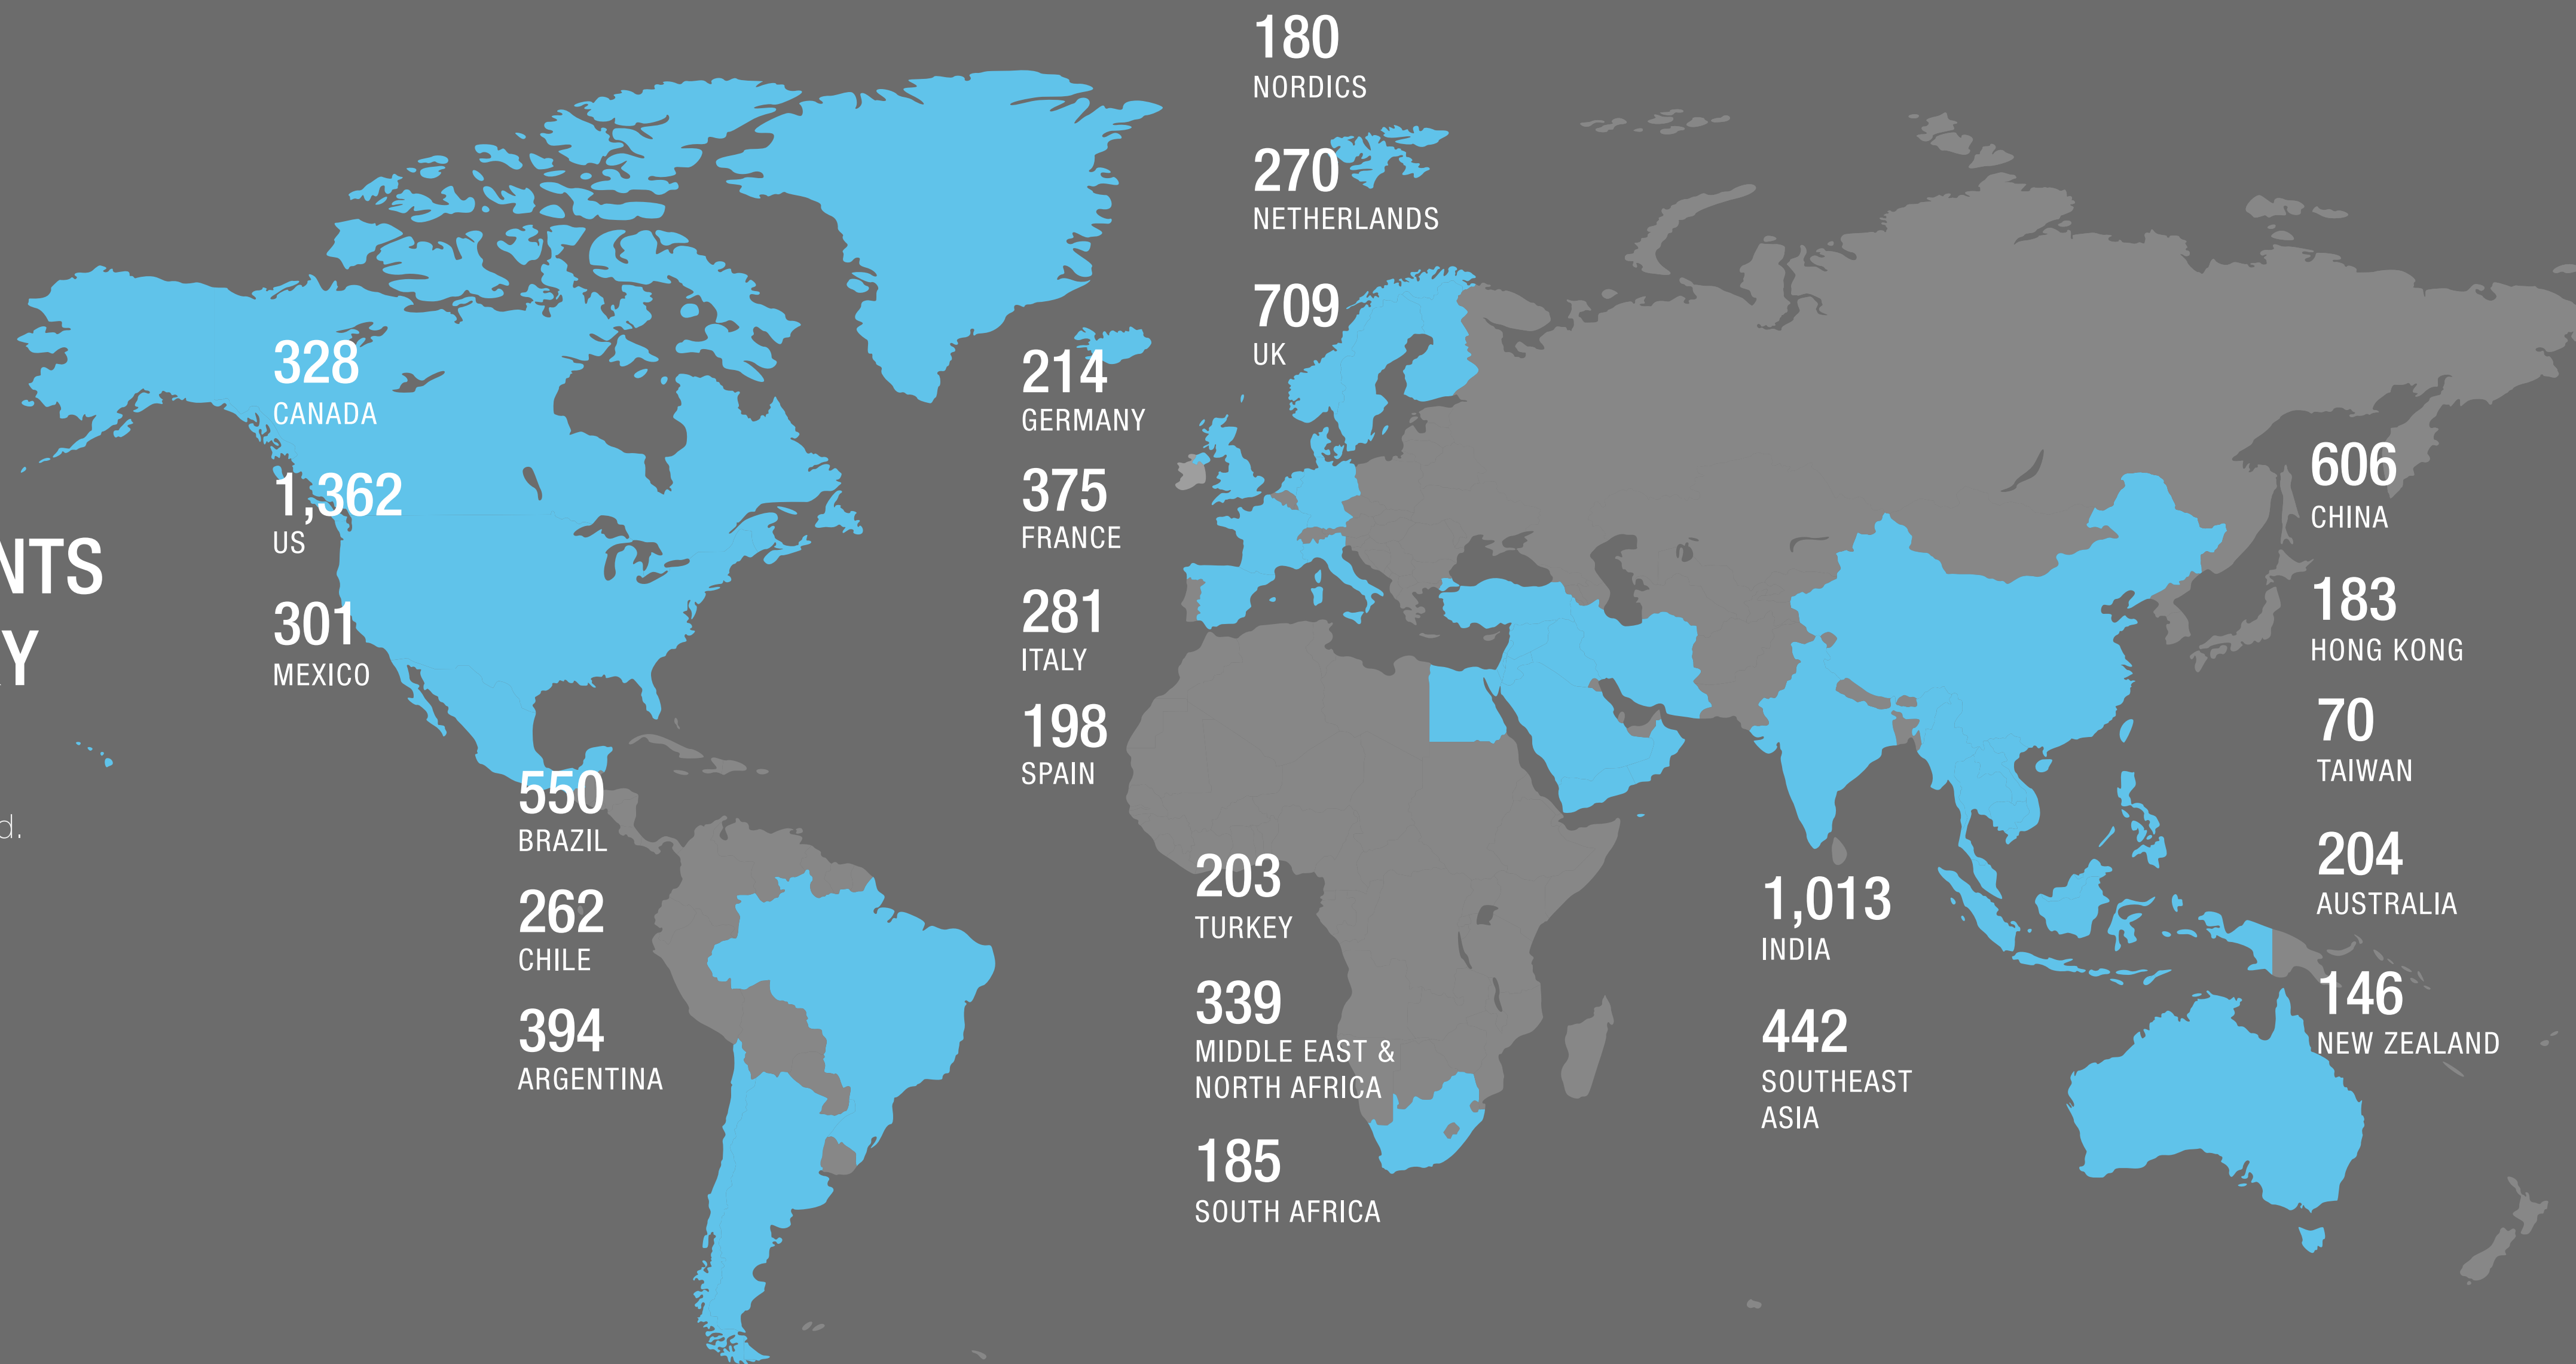 328
CANADA
1,362
US
301
MEXICO
550
BRAZIL
262
CHILE
394
ARGENTINA
214
GERMANY
375
FRANCE
281
ITALY
198
SPAIN
180
NORDICS
270
NETHERLANDS
709
UK
203
TURKEY
339
MIDDLE EAST &
NORTH AFRICA
185
SOUTH AFRICA
1,013
INDIA
442
SOUTHEAST
ASIA
606
CHINA
183
HONG KONG
70
TAIWAN
204
AUSTRALIA
146
NEW ZEALAND